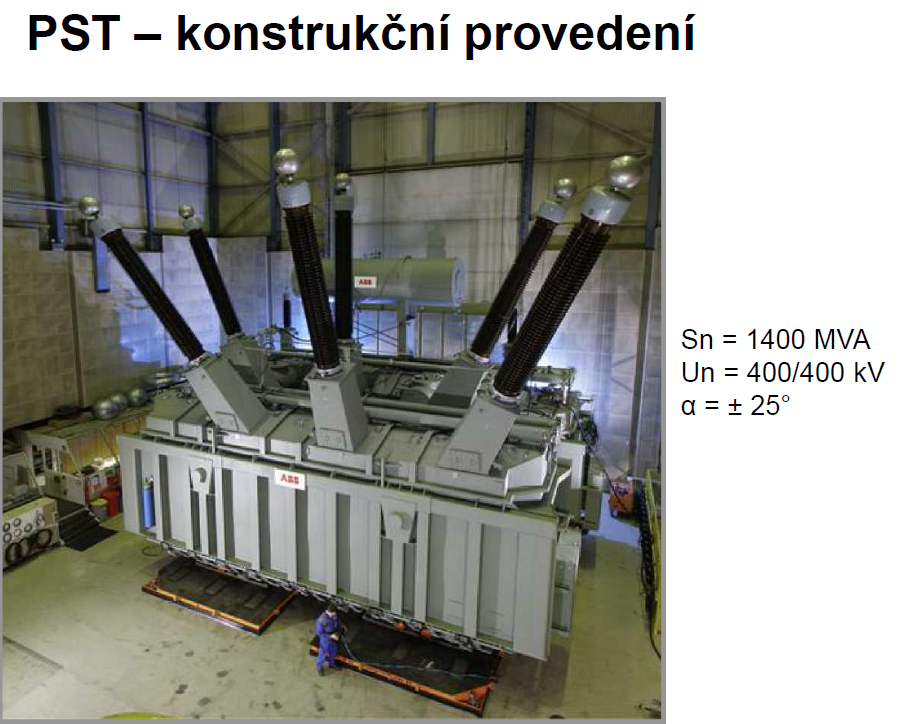 PST – konstrukční provedení
ABB
ABB
Sn = 1400 MVA
Un = 400/400 kV
α = ± 25°